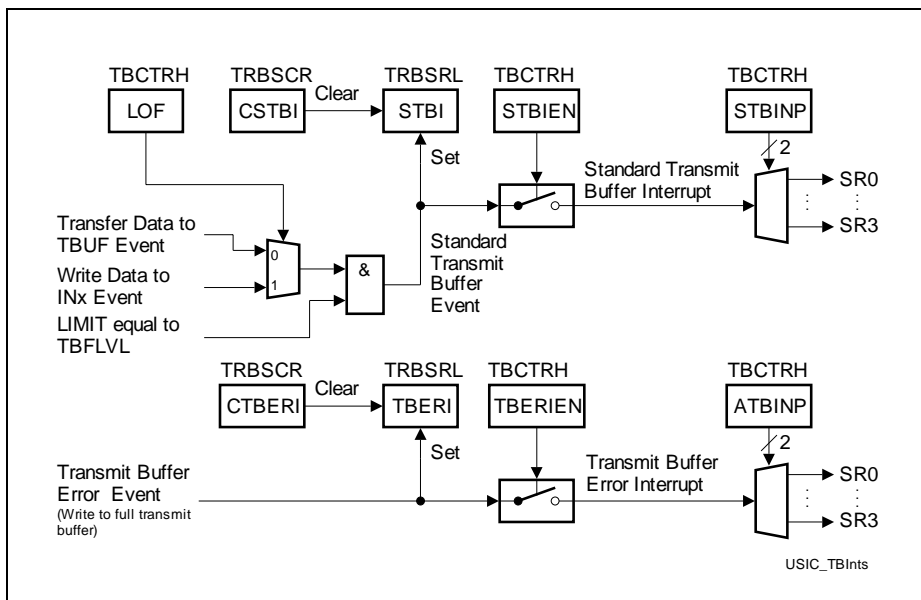 TBCTRH TRBSCR TRBSRL TBCTRH TBCTRH
LOF CSTBI Clear STBI STBIEN STBINP
Set
2
Standard Transmit
Buffer Interrupt
SR0
SR3
Transfer Data to
TBUF Event
0
Write Data to
INx Event
1
&
Standard
Transmit
Buffer
Event
LIMIT equal to
TBFLVL
TRBSCR TRBSRL TBCTRH TBCTRH
CTBERI Clear TBERI TBERIEN ATBINP
Set
2
Transmit Buffer
Error Event
(Write to full transmit
buffer)
Transmit Buffer
Error Interrupt
SR0
SR3
USIC_TBInts